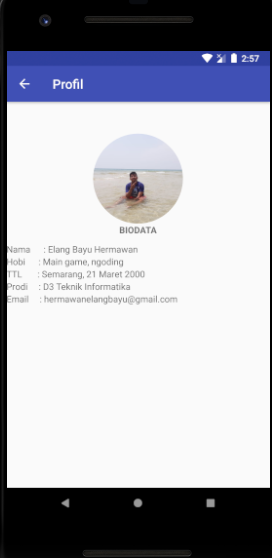 2:57
Profil
BIODATA
Nama : Elang Bayu Hermawan
Hobi : Main game, ngoding
TTL : Semarang, 21 Maret 2000
Prodi : D3 Teknik Informatika
Email : hermawanelangbayu@gmail.com